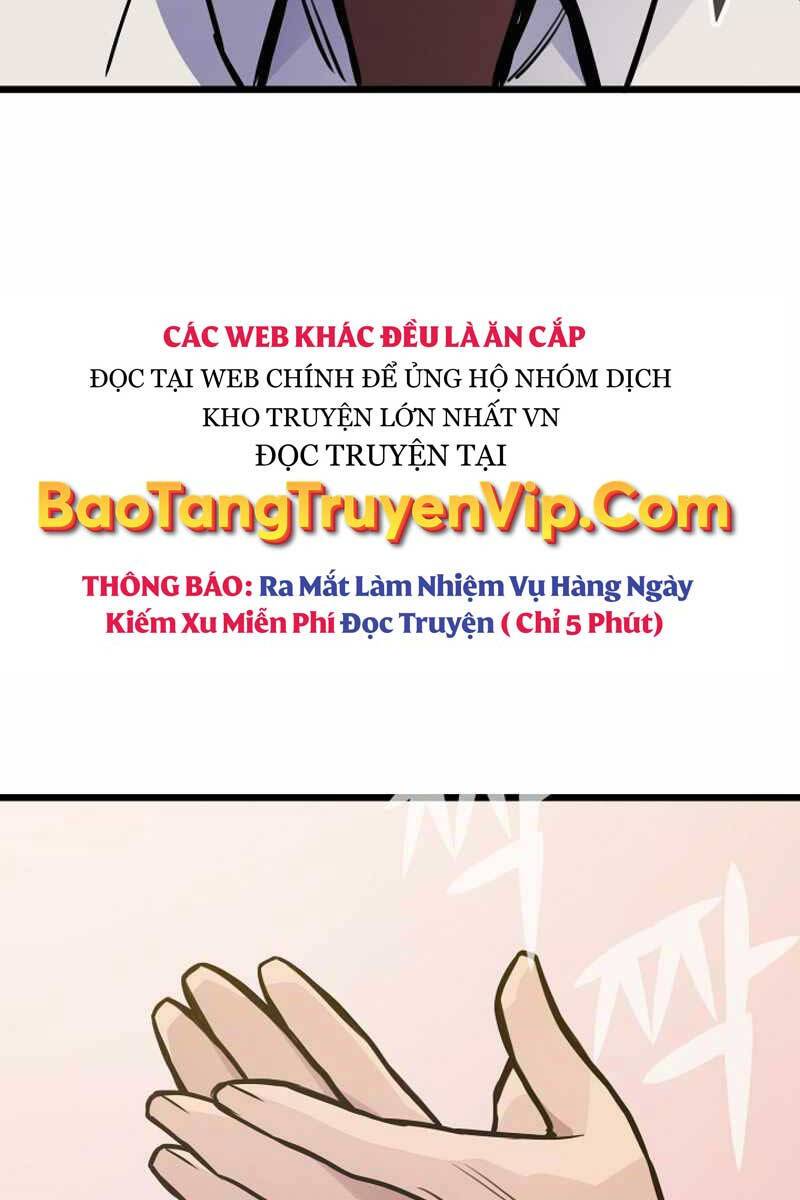 CÁC WEB KHÁC ĐỀU LÀ ĂN CẮP
ĐỌC TẠI WEB CHÍNH ĐỂ ỦNG HỘ NHÓM DỊCH
KHO TRUYỆN LỚN NHẤT VN
ĐỌC TRUYỆN TẠI
BaoTangTruyenVip.Com
THÔNG BÁO: Ra Mắt Làm Nhiệm Vụ Hàng Ngày
Kiếm Xu Miễn Phí Đọc Truyện ( Chỉ 5 Phút)
짝
짝